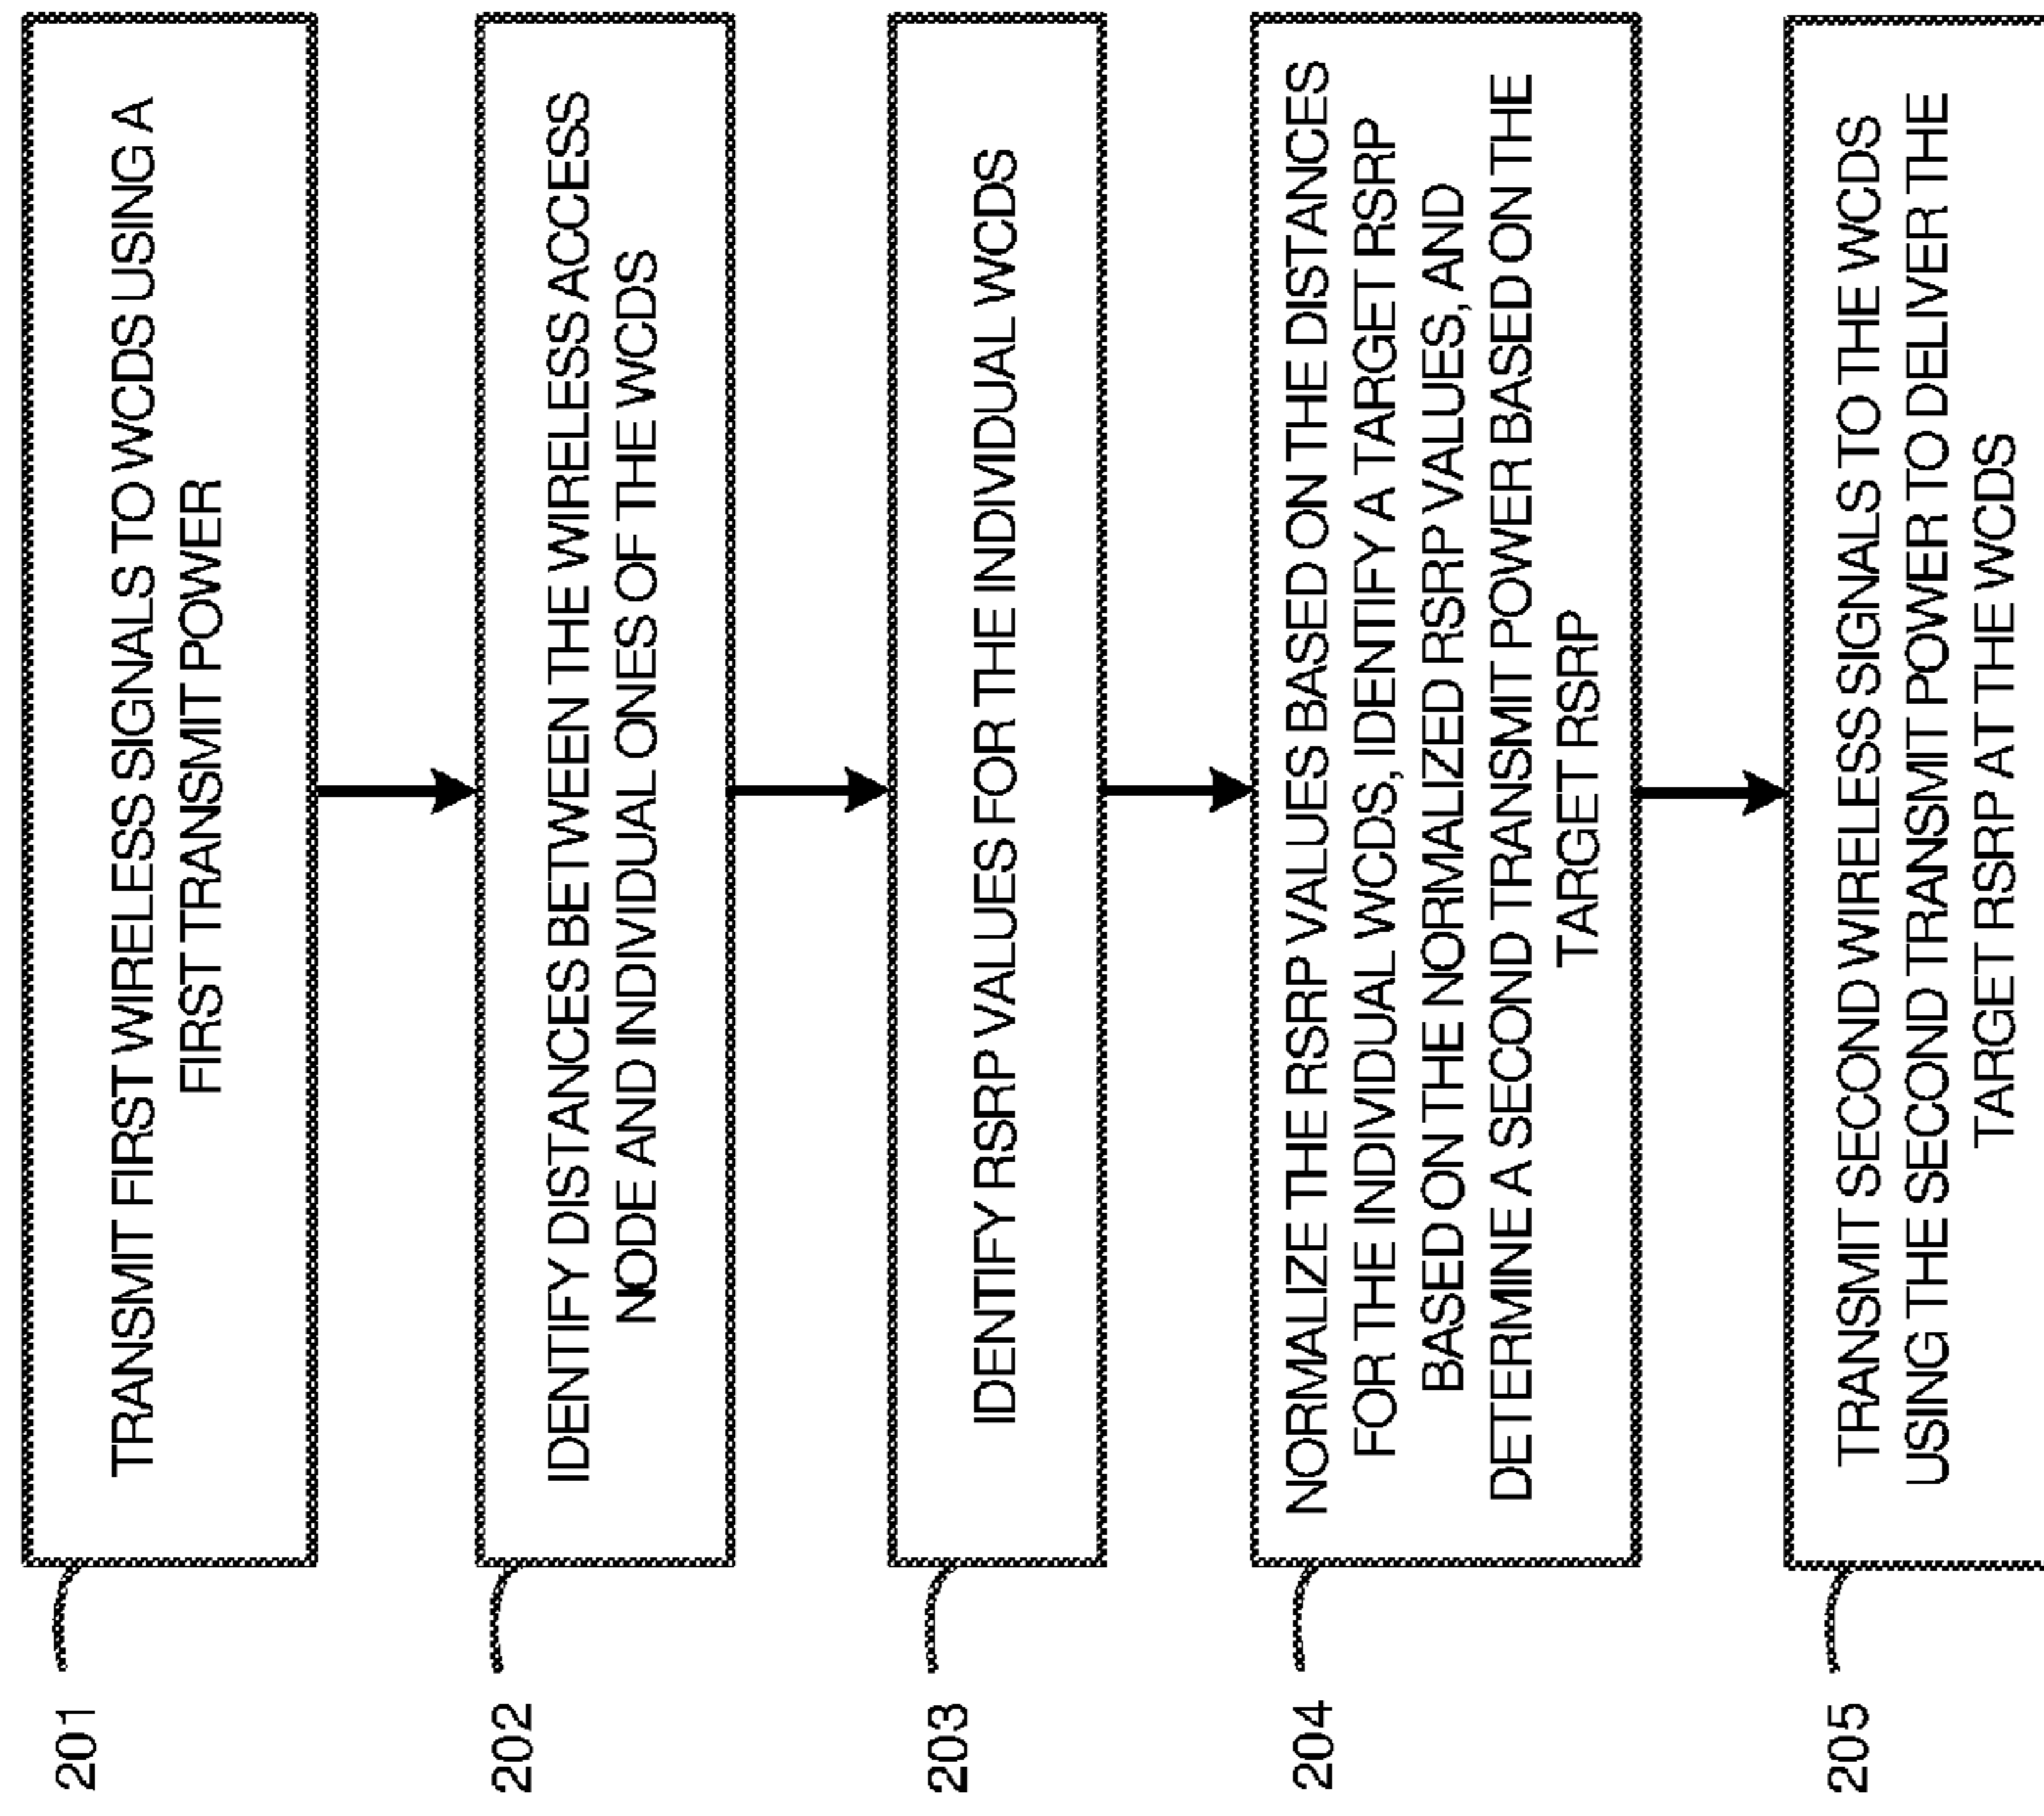 201
TRANSMIT FIRST WIRELESS SIGNALS TO WCDS USING A
FIRST TRANSMIT POWER
202
IDENTIFY DISTANCES BETWEEN THE WIRELESS ACCESS
NODE AND INDIVIDUAL ONES OF THE WCDS
203
IDENTIFY RSRP VALUES FOR THE INDIVIDUAL WCDS
204
NORMALIZE THE RSRP VALUES BASED ON THE DISTANCES
FOR THE INDIVIDUAL WCDS, IDENTIFY A TARGET RSRP
BASED ON THE NORMALIZED RSRP VALUES, AND
DETERMINE A SECOND TRANSMIT POWER BASED ON THE
TARGET RSRP
205
TRANSMIT SECOND WIRELESS SIGNALS TO THE WCDS
USING THE SECOND TRANSMIT POWER TO DELIVER THE
TARGET RSRP AT THE WCDS